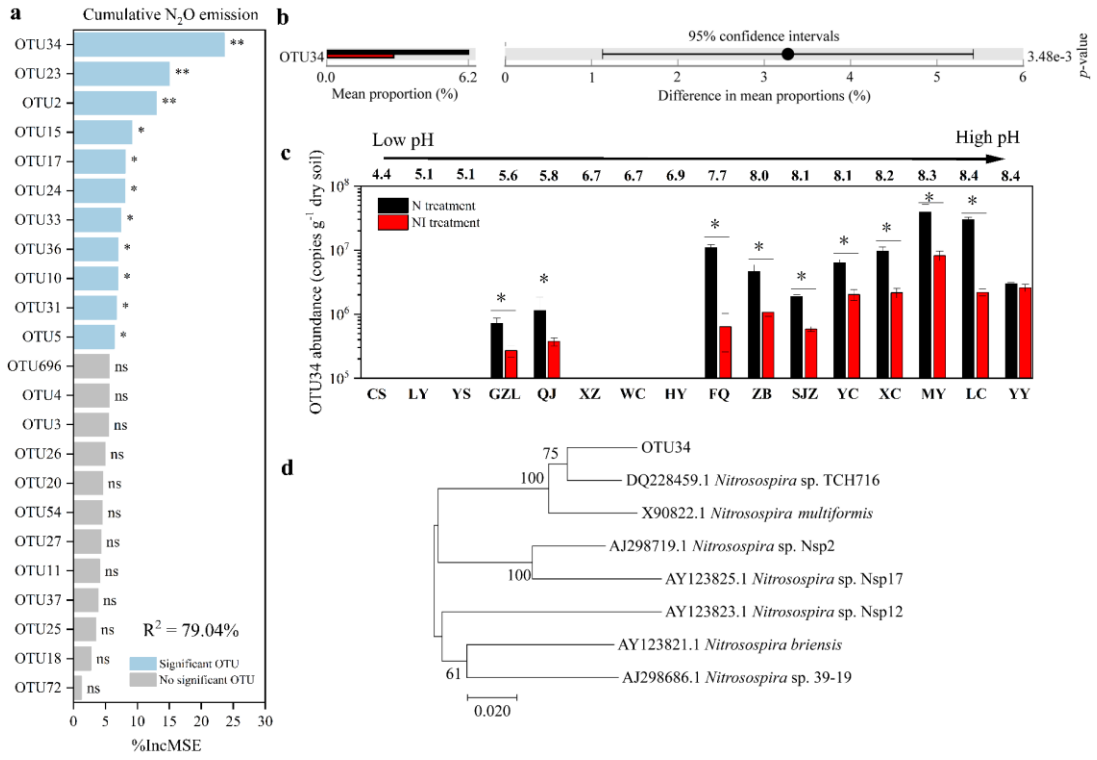 a
Cumulative N2O emission
OTU34 **
OTU23 **
OTU2 **
OTU15 *
OTU17 *
OTU24 *
OTU33 *
OTU36 *
OTU10 *
OTU31 *
OTU5 *
OTU696 ns
OTU4 ns
OTU3 ns
OTU26 ns
OTU20 ns
OTU54 ns
OTU27 ns
OTU11 ns
OTU37 ns
OTU25 ns
OTU18 ns
OTU72 ns
R2 = 79.04%
Significant OTU
No significant OTU
0 5 10 15 20 25 30
%IncMSE
b
95% confidence intervals
OTU34
0.0 6.2
Mean proportion (%)
0 1 2 3 4 5 6
Difference in mean proportions (%)
3.48e-3
p-value
c
Low pH High pH
4.4 5.1 5.1 5.6 5.8 6.7 6.7 6.9 7.7 8.0 8.1 8.1 8.2 8.3 8.4 8.4
OTU34 abundance (copies g-1 dry soil)
108
107
106
105
N treatment
NI treatment
* * * * * * * * *
CS LY YS GZL QJ XZ WC HY FQ ZB SJZ YC XC MY LC YY
d
75
100
100
61
OTU34
DQ228459.1 Nitrosospira sp. TCH716
X90822.1 Nitrosospira multiformis
AJ298719.1 Nitrosospira sp. Nsp2
AY123825.1 Nitrosospira sp. Nsp17
AY123823.1 Nitrosospira sp. Nsp12
AY123821.1 Nitrosospira briensis
AJ298686.1 Nitrosospira sp. 39-19
0.020